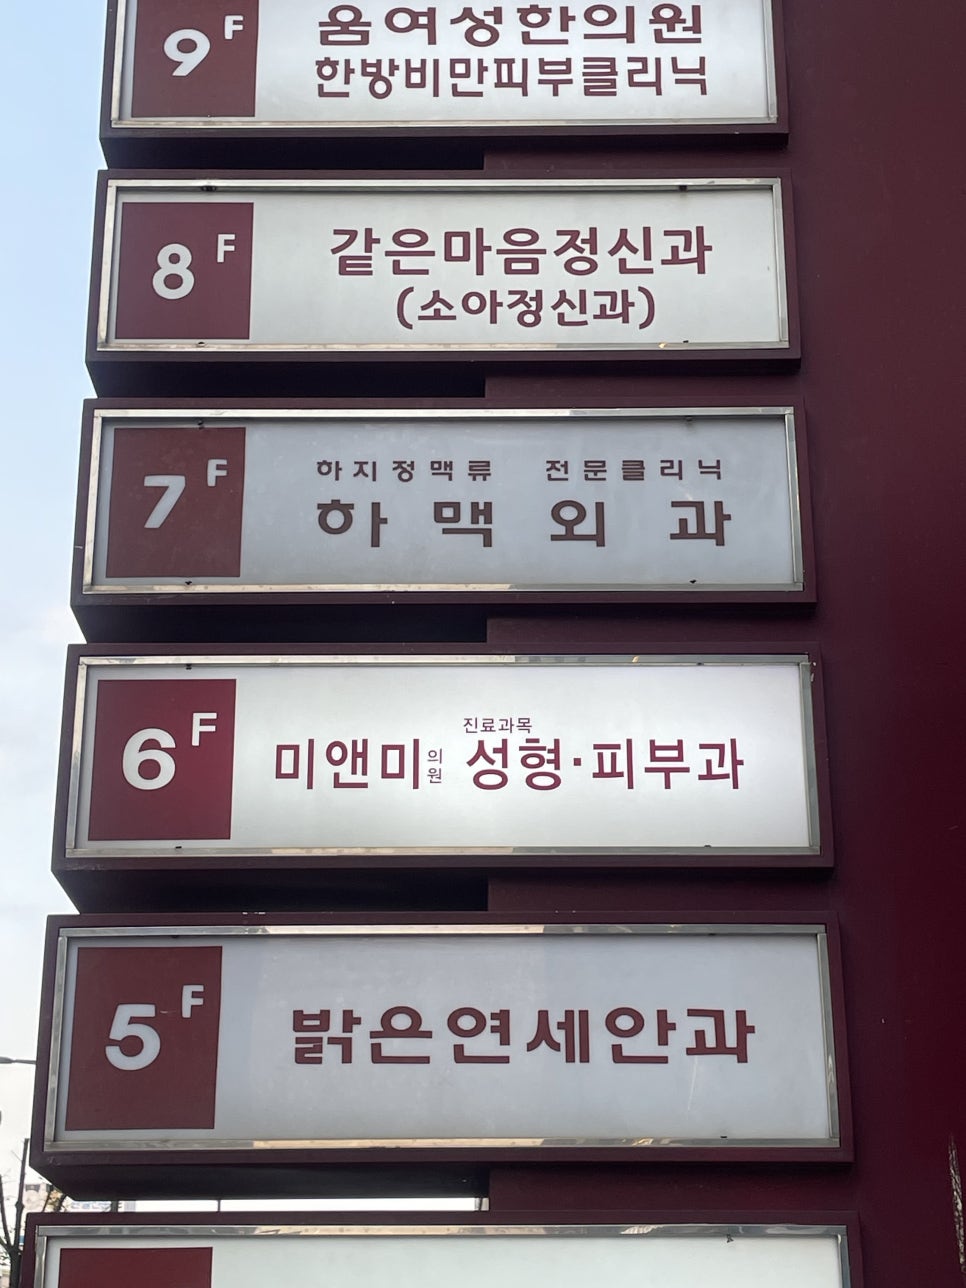 9F
움여성한의원
한방비만피부클리닉
8F
같은마음정신과
(소아정신과)
7F
하지정맥류 전문클리닉
하맥외과
6F
진료과목
미앤미의원 성형·피부과
5F
밝은연세안과